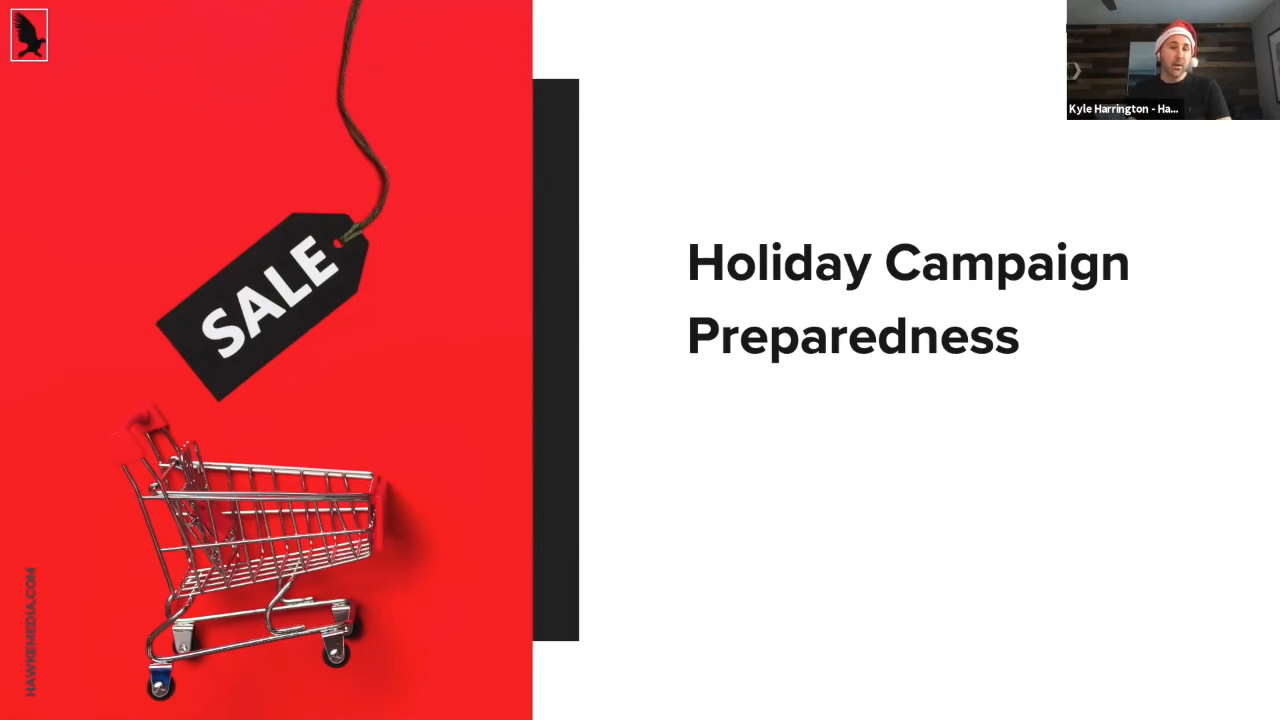 SALE
HAWKEMEDIA.COM
Holiday Campaign
Preparedness
Kyle Harrington - Ha...